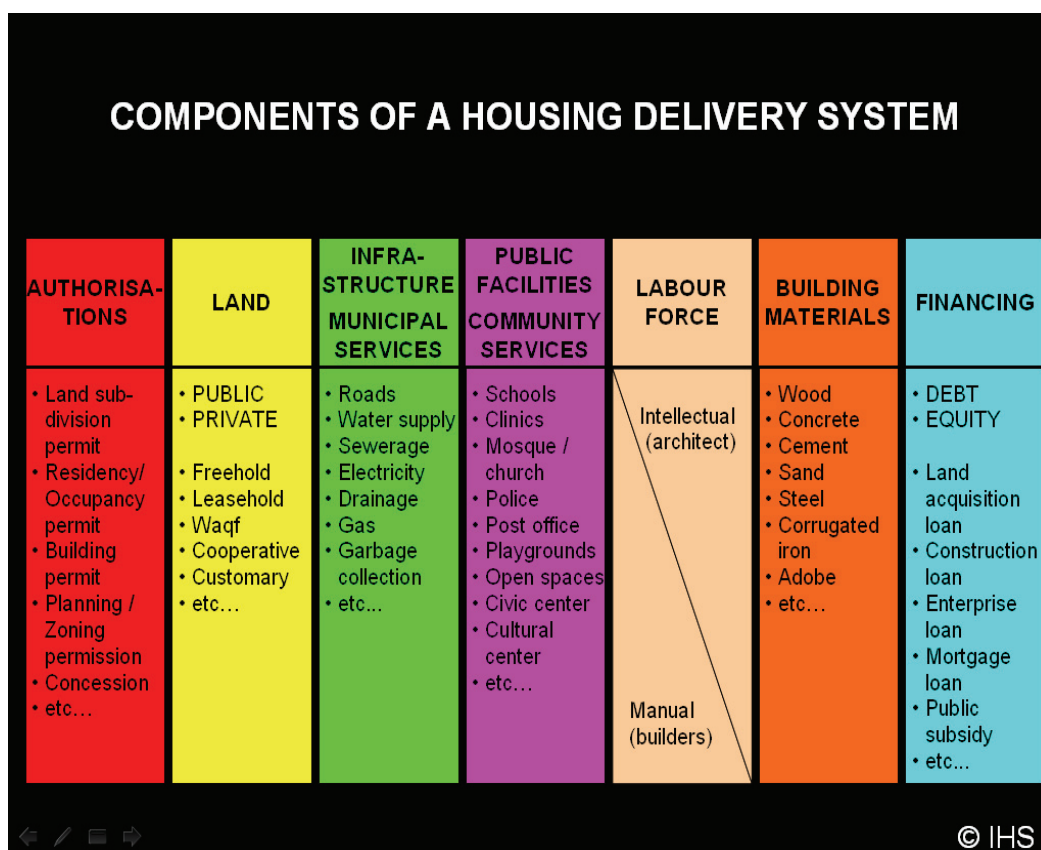 COMPONENTS OF A HOUSING DELIVERY SYSTEM
AUTHORISA-
TIONS
• Land sub-
division
permit
• Residency/
Occupancy
permit
• Building
permit
• Planning /
Zoning
permission
• Concession
• etc…
LAND
• PUBLIC
• PRIVATE
• Freehold
• Leasehold
• Waqf
• Cooperative
• Customary
• etc…
INFRA-
STRUCTURE
MUNICIPAL
SERVICES
• Roads
• Water supply
• Sewerage
• Electricity
• Drainage
• Gas
• Garbage
collection
• etc...
PUBLIC
FACILITIES
COMMUNITY
SERVICES
• Schools
• Clinics
• Mosque /
church
• Police
• Post office
• Playgrounds
• Open spaces
• Civic center
• Cultural
center
• etc…
LABOUR
FORCE
Intellectual
(architect)
Manual
(builders)
BUILDING
MATERIALS
• Wood
• Concrete
• Cement
• Sand
• Steel
• Corrugated
iron
• Adobe
• etc…
FINANCING
• DEBT
• EQUITY
• Land
acquisition
loan
• Construction
loan
• Enterprise
loan
• Mortgage
loan
• Public
subsidy
• etc...
© IHS